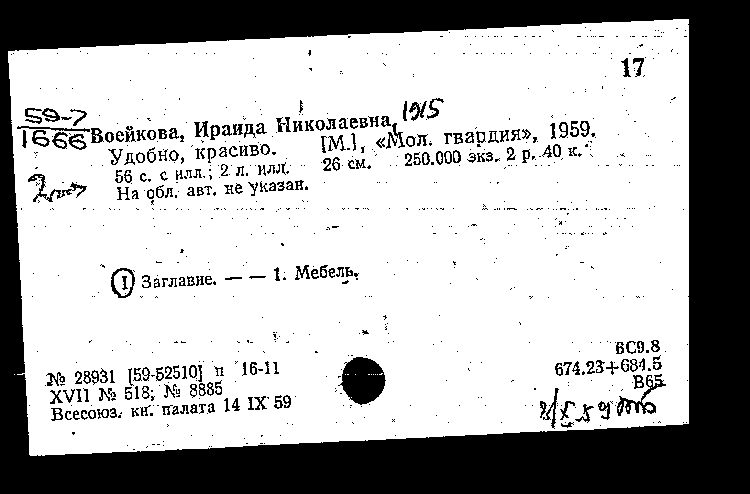 17
59-7
1666
Воейкова, Ираида Николаевна, 1915
Удобно, красиво. [М.], «Мол. гвардия», 1959.
56 с. с илл.; 2 л. илл. 26 см. 250.000 экз. 2 р. 40 к.
На обл. авт. не указан.
I Заглавие. — — 1. Мебель.
6С9.8
№ 28931 [59-52510] п 16-11 674.23+684.5
XVII № 518; № 8885 В65
Всесоюз. кн. палата 14 IX 59